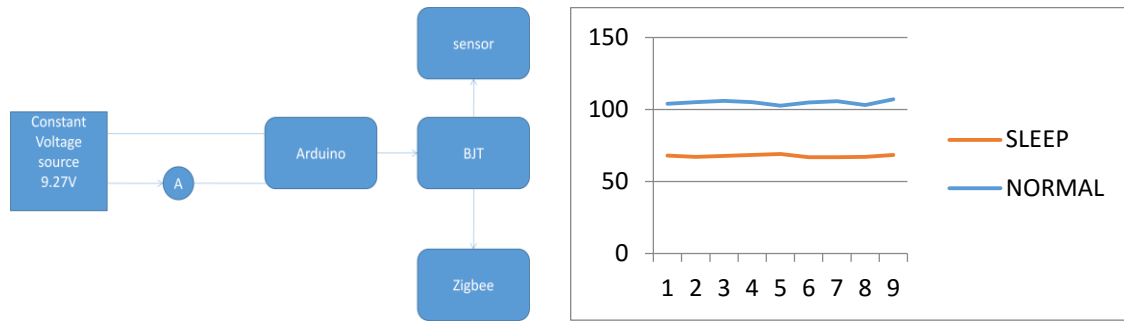 sensor
Constant
Voltage
source
9.27V
A
Arduino
BJT
Zigbee
150
100
50
0
1 2 3 4 5 6 7 8 9
SLEEP
NORMAL